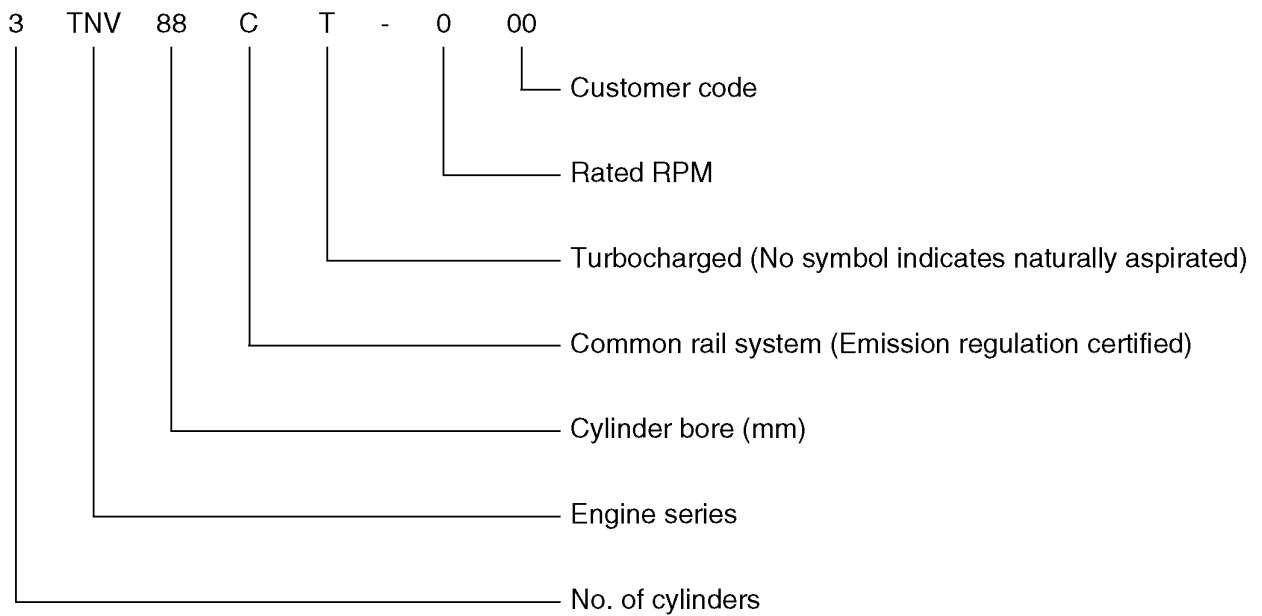 3 TNV 88 C T - 0 00
Customer code
Rated RPM
Turbocharged (No symbol indicates naturally aspirated)
Common rail system (Emission regulation certified)
Cylinder bore (mm)
Engine series
No. of cylinders